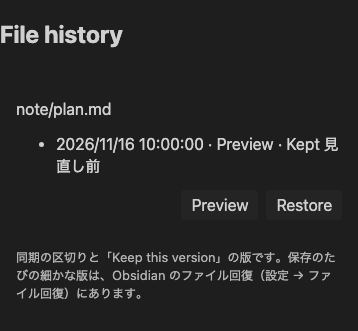 File history
note/plan.md
• 2026/11/16 10:00:00 · Preview · Kept 見
直し前
Preview Restore
同期の区切りと「Keep this version」の版です。保存のた
びの細かな版は、Obsidian のファイル回復（設定 → ファ
イル回復）にあります。